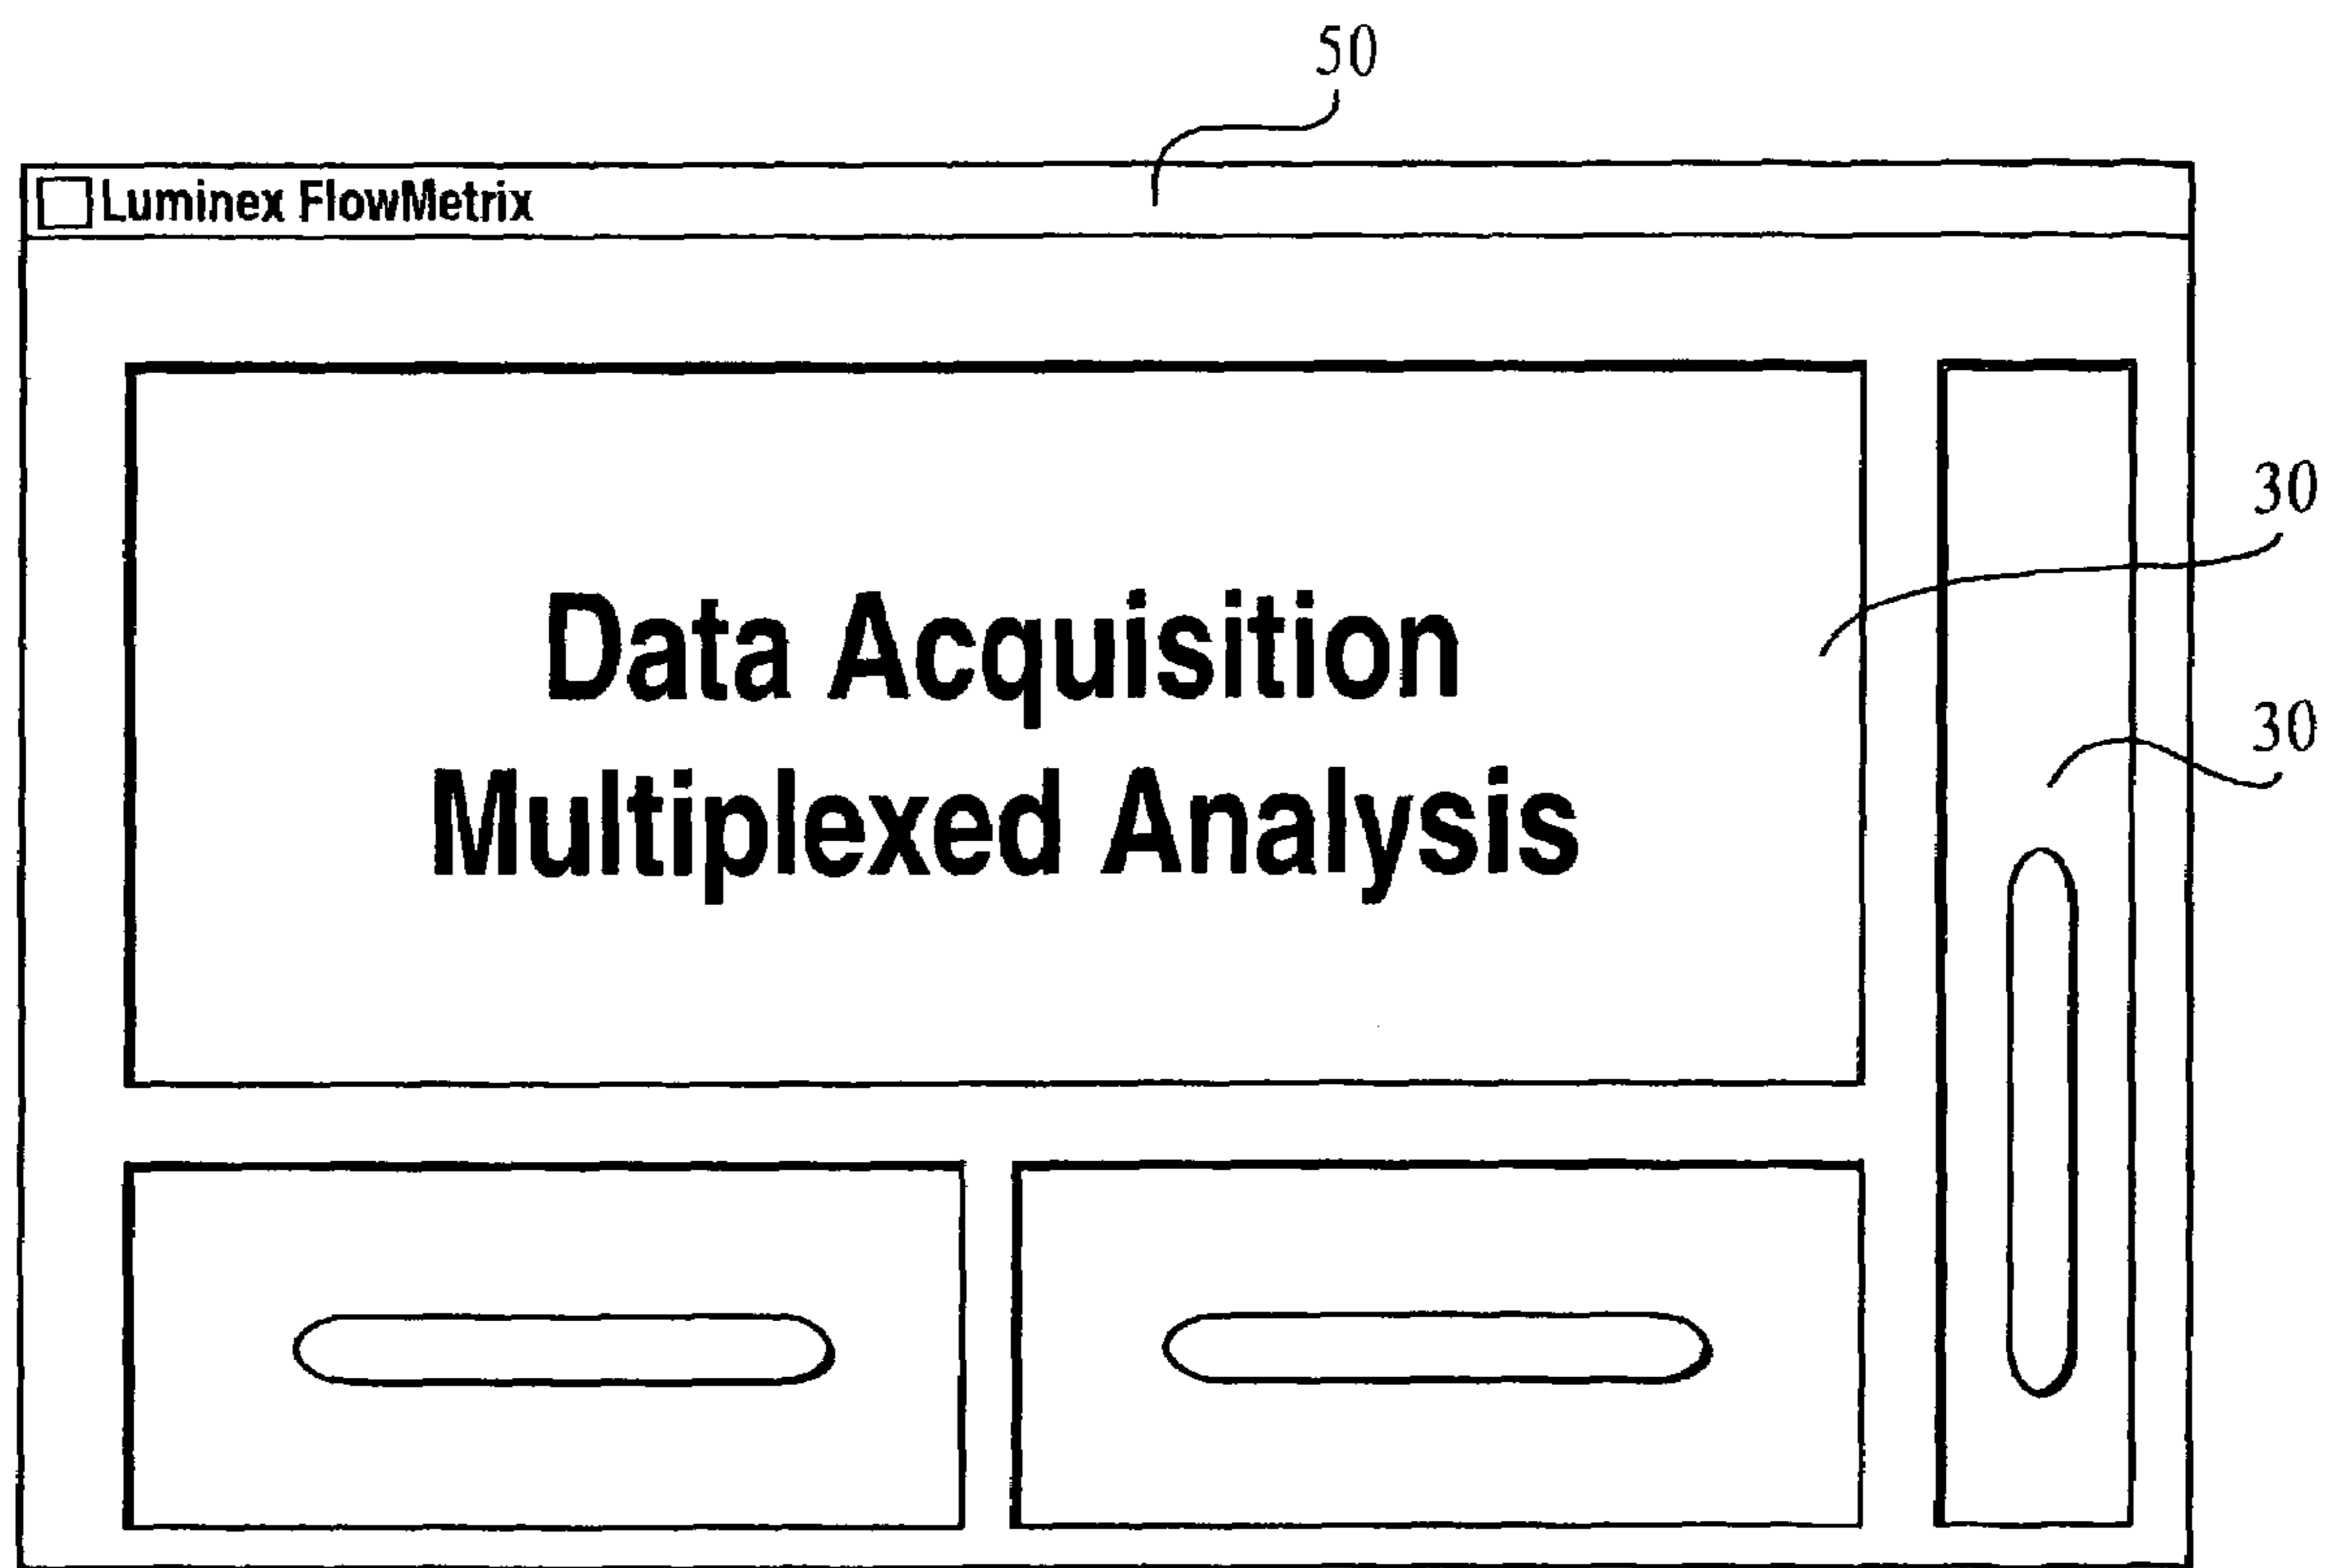 50
Luminex FlowMetrix
30
Data Acquisition
30
Multiplexed Analysis